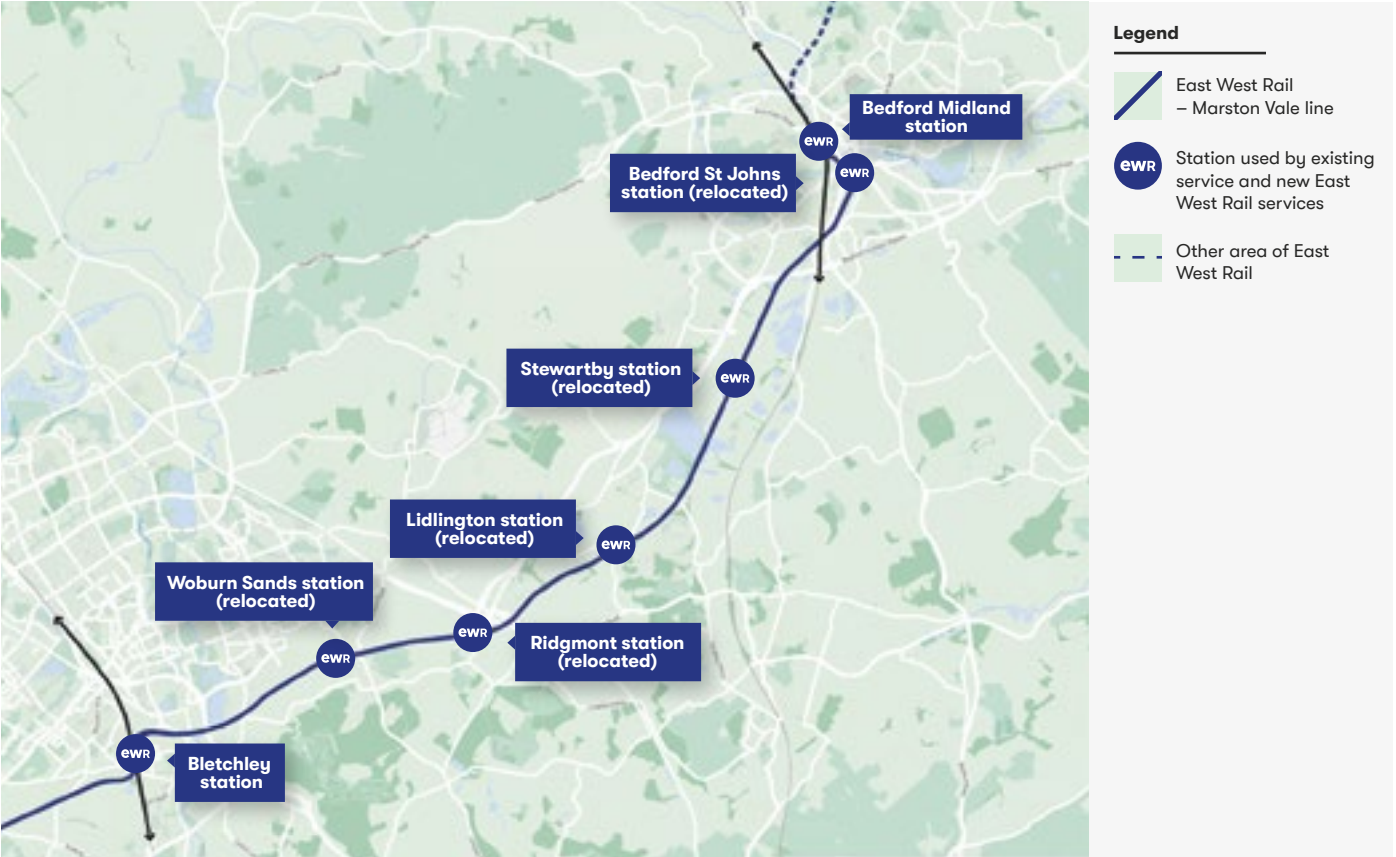 Bedford Midland
station
ewR
Bedford St Johns
station (relocated)
ewR
Stewartby station
(relocated)
ewR
Lidlington station
(relocated)
ewR
Woburn Sands station
(relocated)
ewR
ewR
Ridgmont station
(relocated)
ewR
Bletchley
station
Legend
East West Rail
– Marston Vale line
ewR
Station used by existing
service and new East
West Rail services
Other area of East
West Rail